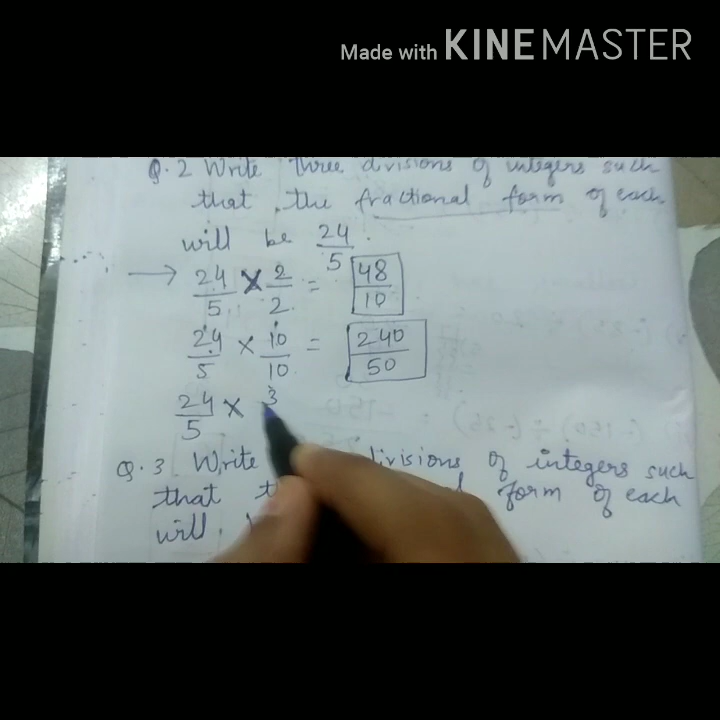 Made with KINEMASTER
Q.2 Write three divisions of integers such
that the fractional form of each
will be 24/5.
→ 24/5 × 2/2 = 48/10
24/5 × 10/10 = 240/50
24/5 × 3
Q.3 Write divisions of integers such
that form of each
will